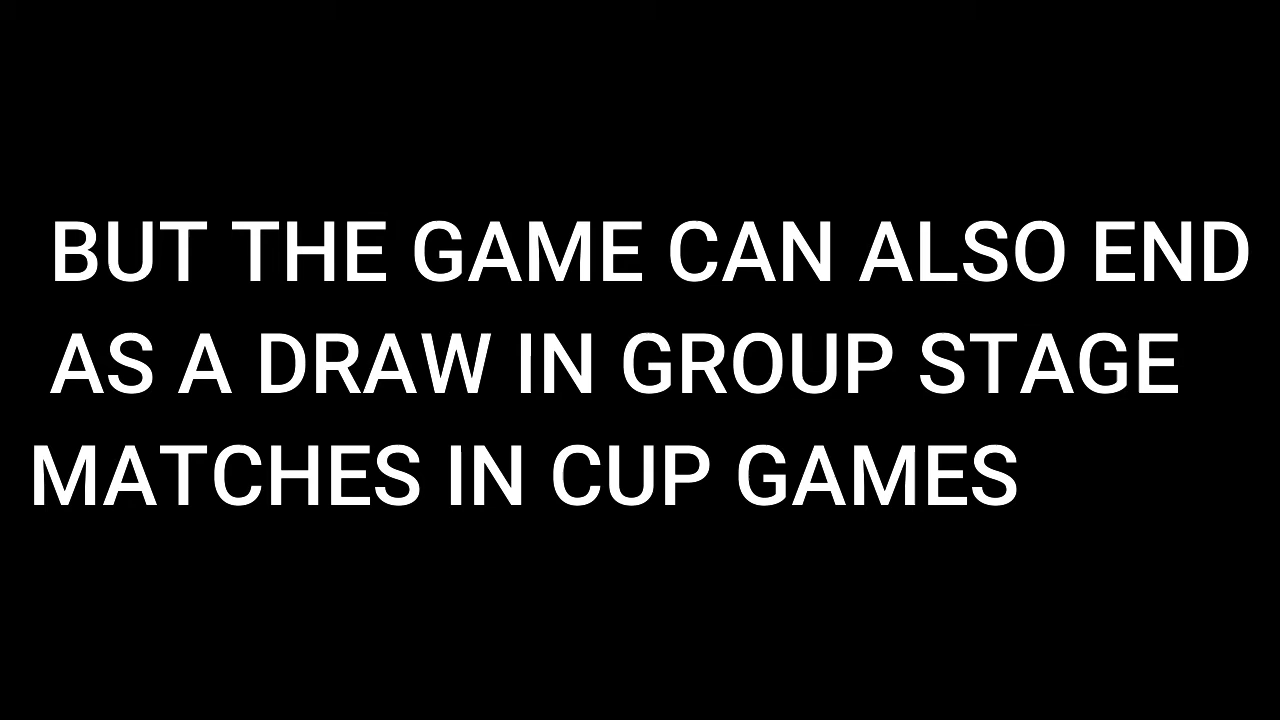 BUT THE GAME CAN ALSO END
AS A DRAW IN GROUP STAGE
MATCHES IN CUP GAMES